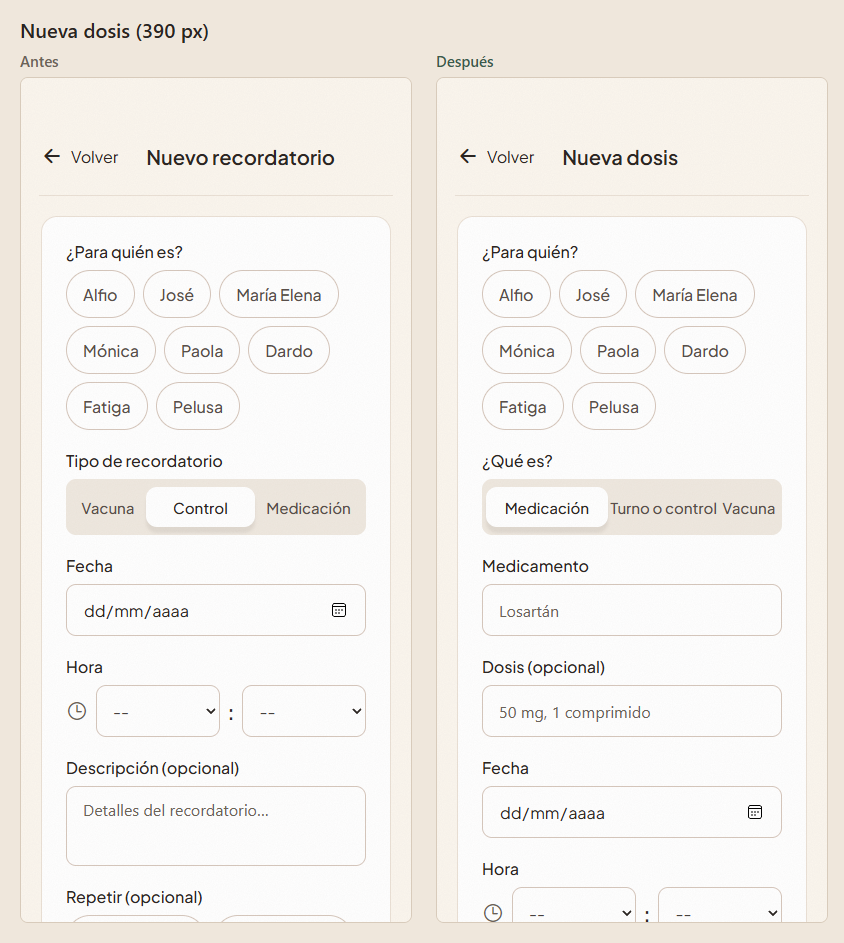 Nueva dosis (390 px)
Antes
Volver Nuevo recordatorio
¿Para quién es?
Alfio José María Elena
Mónica Paola Dardo
Fatiga Pelusa
Tipo de recordatorio
Vacuna Control Medicación
Fecha
dd/mm/aaaa
Hora
-- : --
Descripción (opcional)
Detalles del recordatorio...
Repetir (opcional)
Después
Volver Nueva dosis
¿Para quién?
Alfio José María Elena
Mónica Paola Dardo
Fatiga Pelusa
¿Qué es?
Medicación Turno o control Vacuna
Medicamento
Losartán
Dosis (opcional)
50 mg, 1 comprimido
Fecha
dd/mm/aaaa
Hora
-- : --